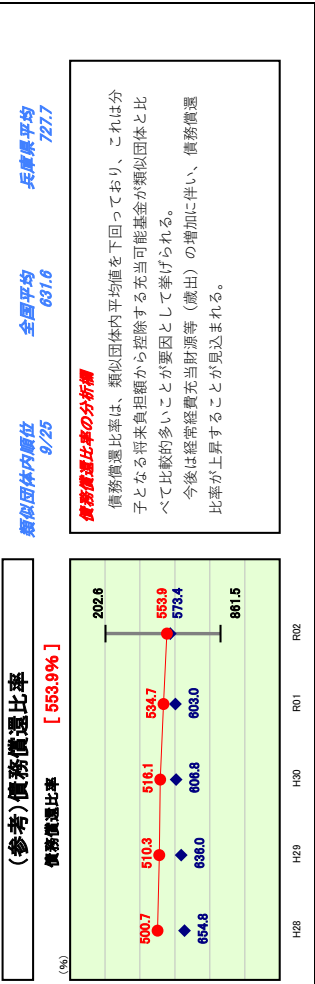 (参考)債務償還比率
債務償還比率 [ 553.9% ]
類似団体内順位
9/25
全国平均
631.6
兵庫県平均
727.7
(%)
202.6
500.7
510.3
516.1
534.7
553.9
573.4
654.8
636.0
606.8
603.0
861.5
H28
H29
H30
R01
R02
債務償還比率の分析欄
債務償還比率は、類似団体内平均値を下回っており、これは分
子となる将来負担額から控除する充当可能基金が類似団体と比
べて比較的多いことが要因として挙げられる。
今後は経常経費充当財源等（歳出）の増加に伴い、債務償還
比率が上昇することが見込まれる。